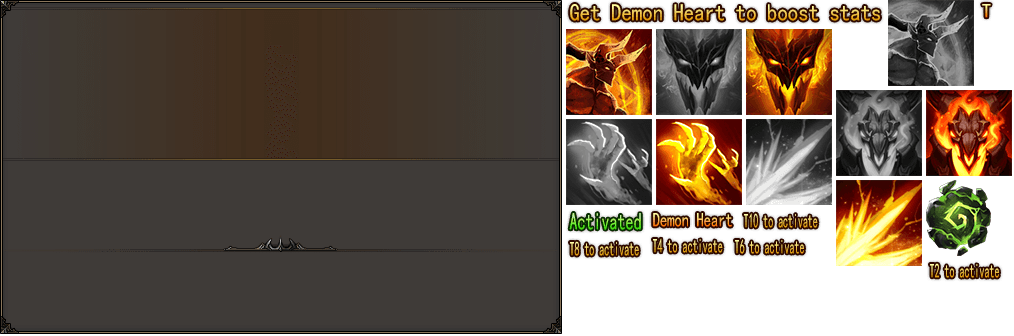 Get Demon Heart to boost stats
T
Activated
Demon Heart
T10 to activate
T8 to activate
T4 to activate
T6 to activate
T2 to activate